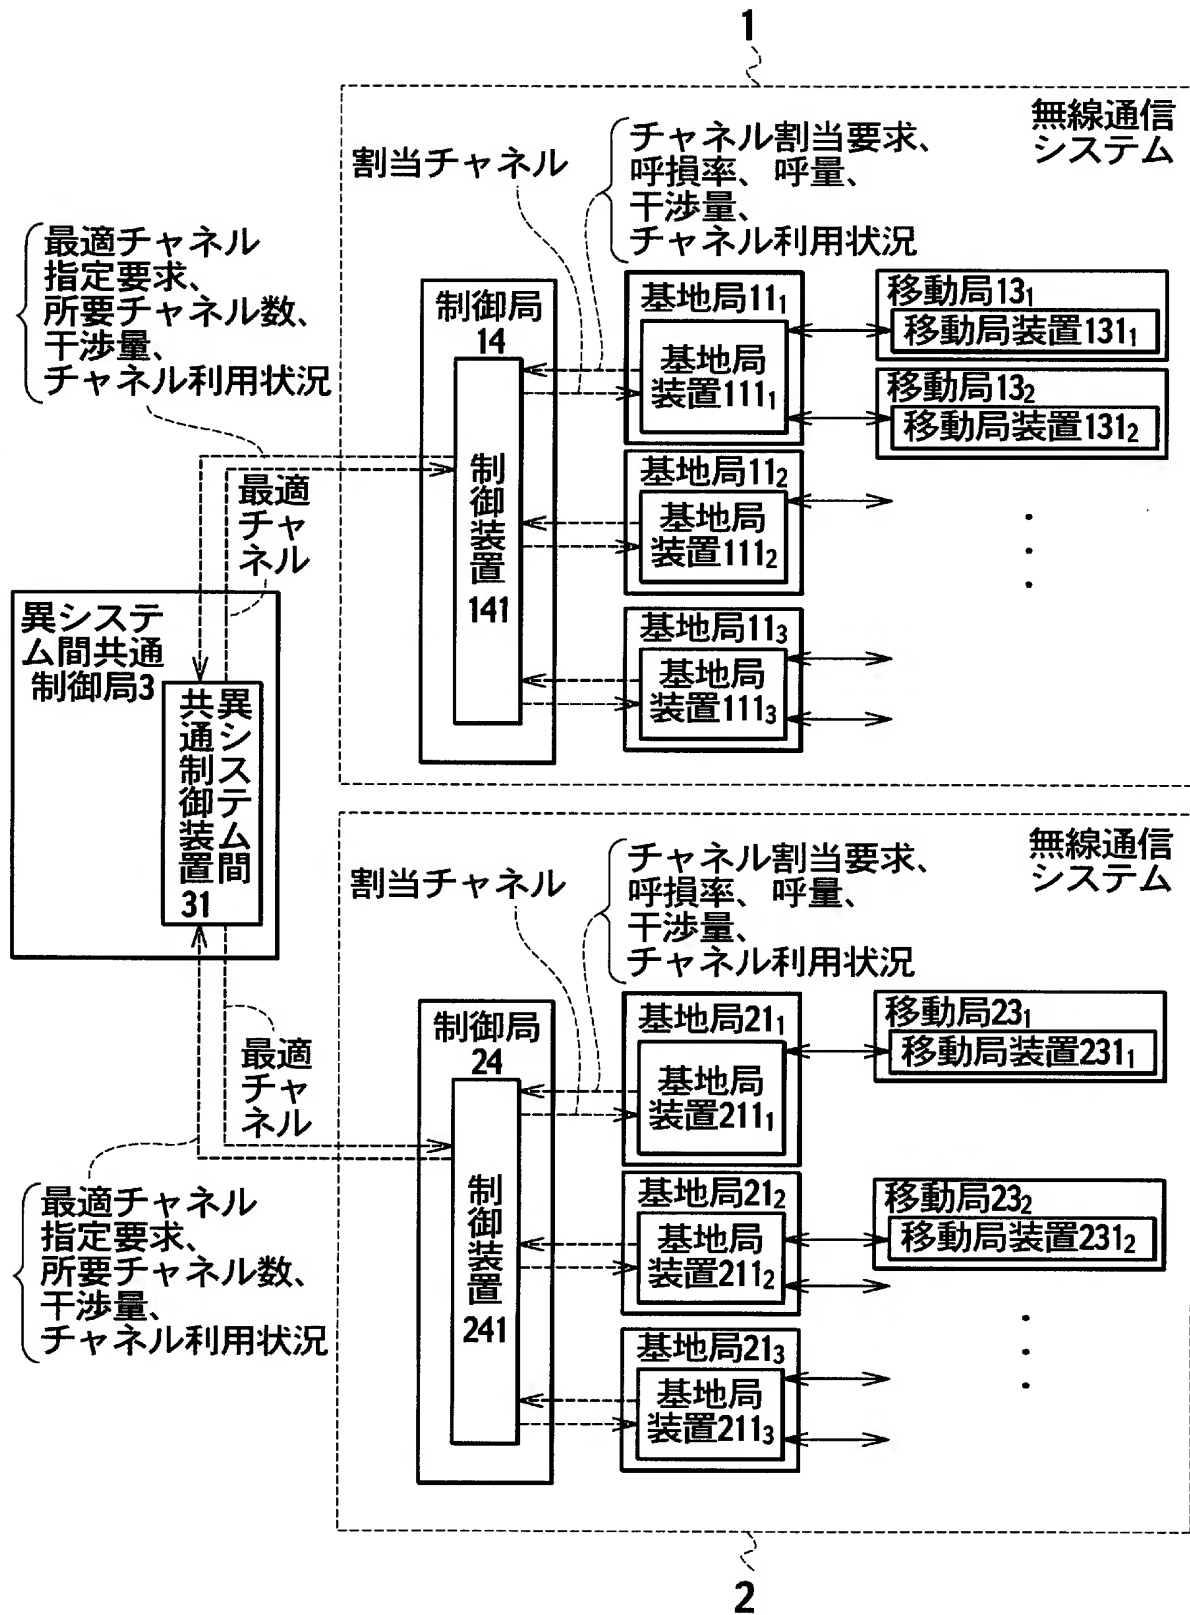 1
無線通信
システム
割当チャネル
チャネル割当要求、
呼損率、呼量、
干渉量、
チャネル利用状況
最適チャネル
指定要求、
所要チャネル数、
干渉量、
チャネル利用状況
制御局
14
制御装置
141
基地局11₁
基地局
装置111₁
移動局13₁
移動局装置131₁
移動局13₂
移動局装置131₂
基地局11₂
基地局
装置111₂
基地局11₃
基地局
装置111₃
最適
チャ
ネル
異システ
ム間共通
制御局3
異システム間
共通制御装置
31
無線通信
システム
割当チャネル
チャネル割当要求、
呼損率、呼量、
干渉量、
チャネル利用状況
制御局
24
制御装置
241
基地局21₁
基地局
装置211₁
移動局23₁
移動局装置231₁
基地局21₂
基地局
装置211₂
移動局23₂
移動局装置231₂
基地局21₃
基地局
装置211₃
最適
チャ
ネル
最適チャネル
指定要求、
所要チャネル数、
干渉量、
チャネル利用状況
2